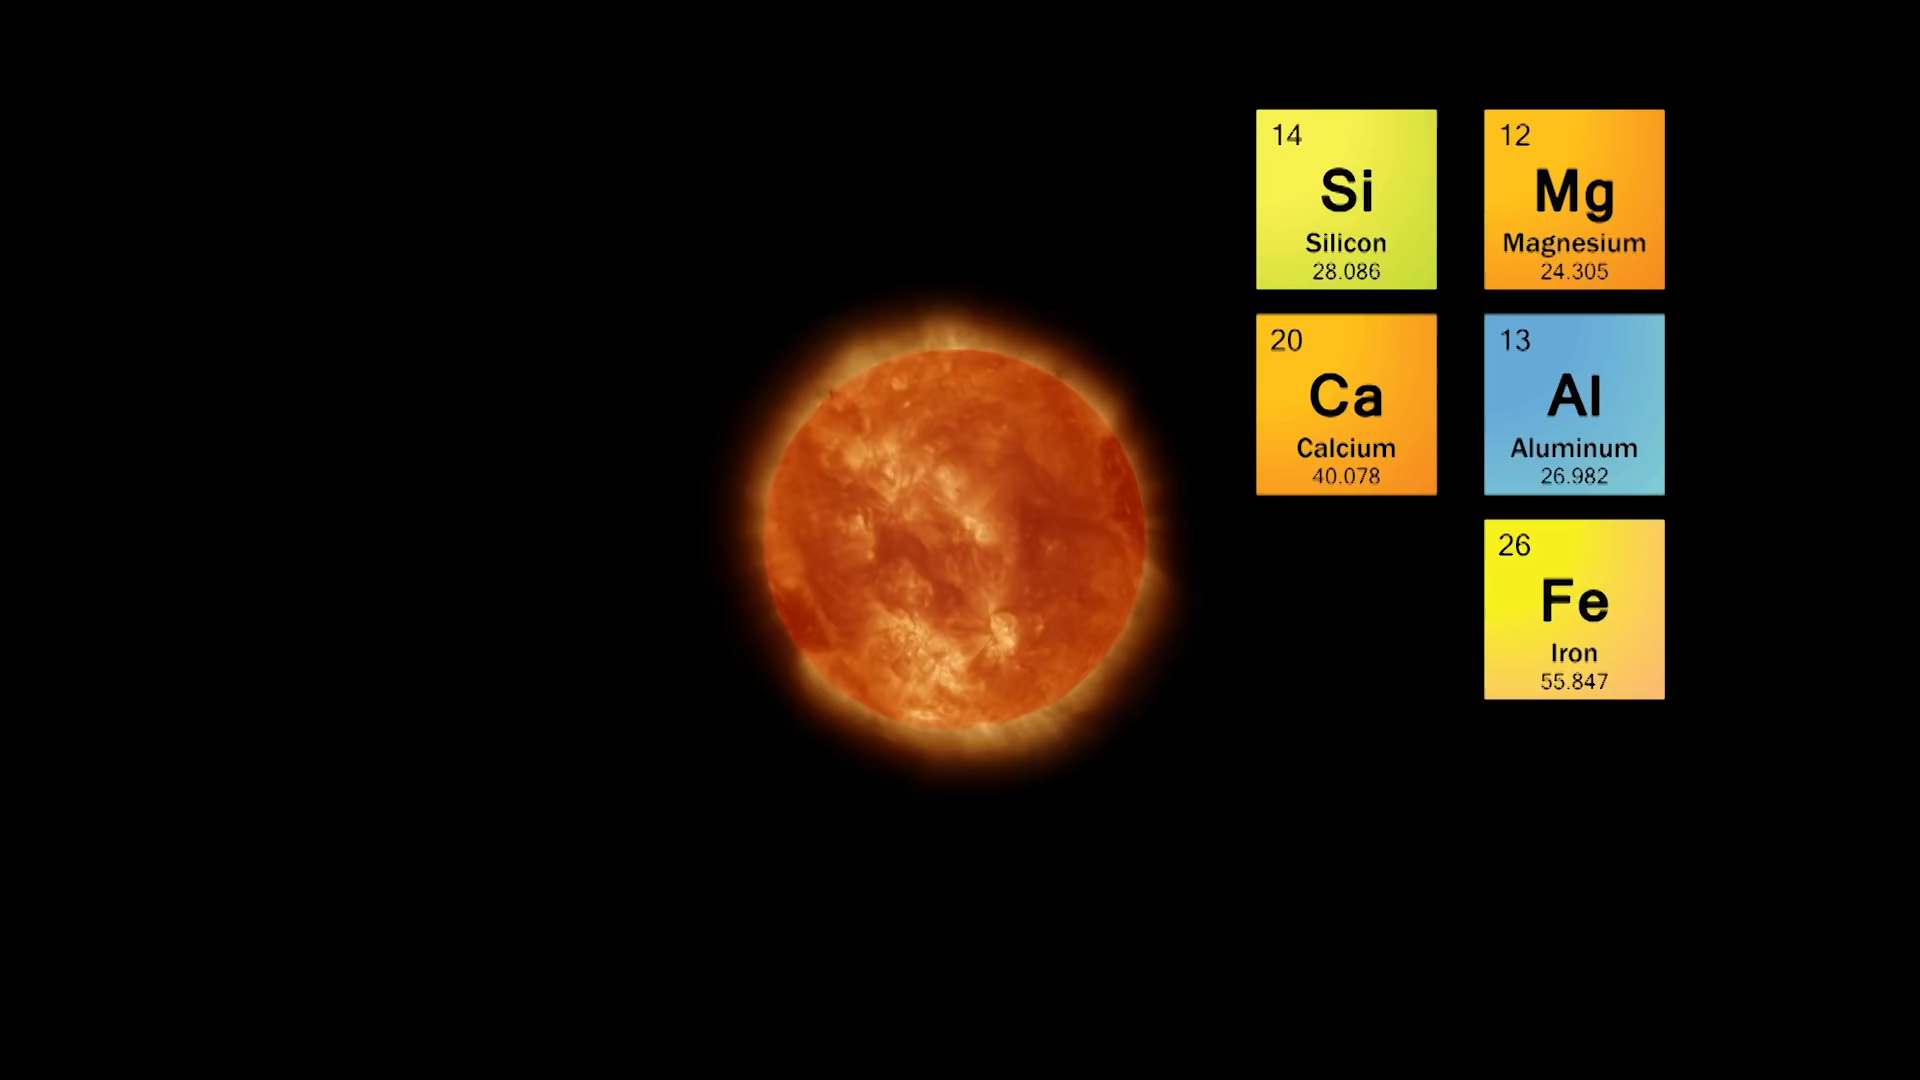 14
Si
Silicon
28.086
12
Mg
Magnesium
24.305
20
Ca
Calcium
40.078
13
Al
Aluminum
26.982
26
Fe
Iron
55.847